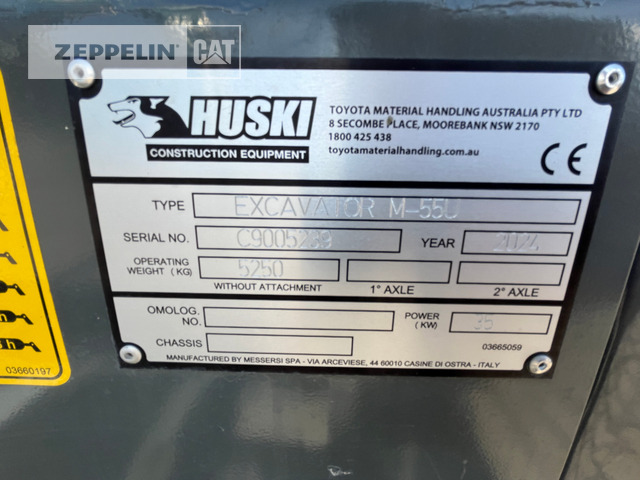 ZEPPELIN CAT
HUSKI
CONSTRUCTION EQUIPMENT
TOYOTA MATERIAL HANDLING AUSTRALIA PTY LTD
8 SECOMBE PLACE, MOOREBANK NSW 2170
1800 425 438
toyotamaterialhandling.com.au
CE
TYPE EXCAVATOR M-55U
SERIAL NO. C9005239 YEAR 2024
OPERATING WEIGHT (KG) 5250
WITHOUT ATTACHMENT 1° AXLE 2° AXLE
OMOLOG. NO. POWER (KW) 35
CHASSIS 03665059
MANUFACTURED BY MESSERSI SPA - VIA ARCEVIESE, 44 60010 CASINE DI OSTRA - ITALY
03660197